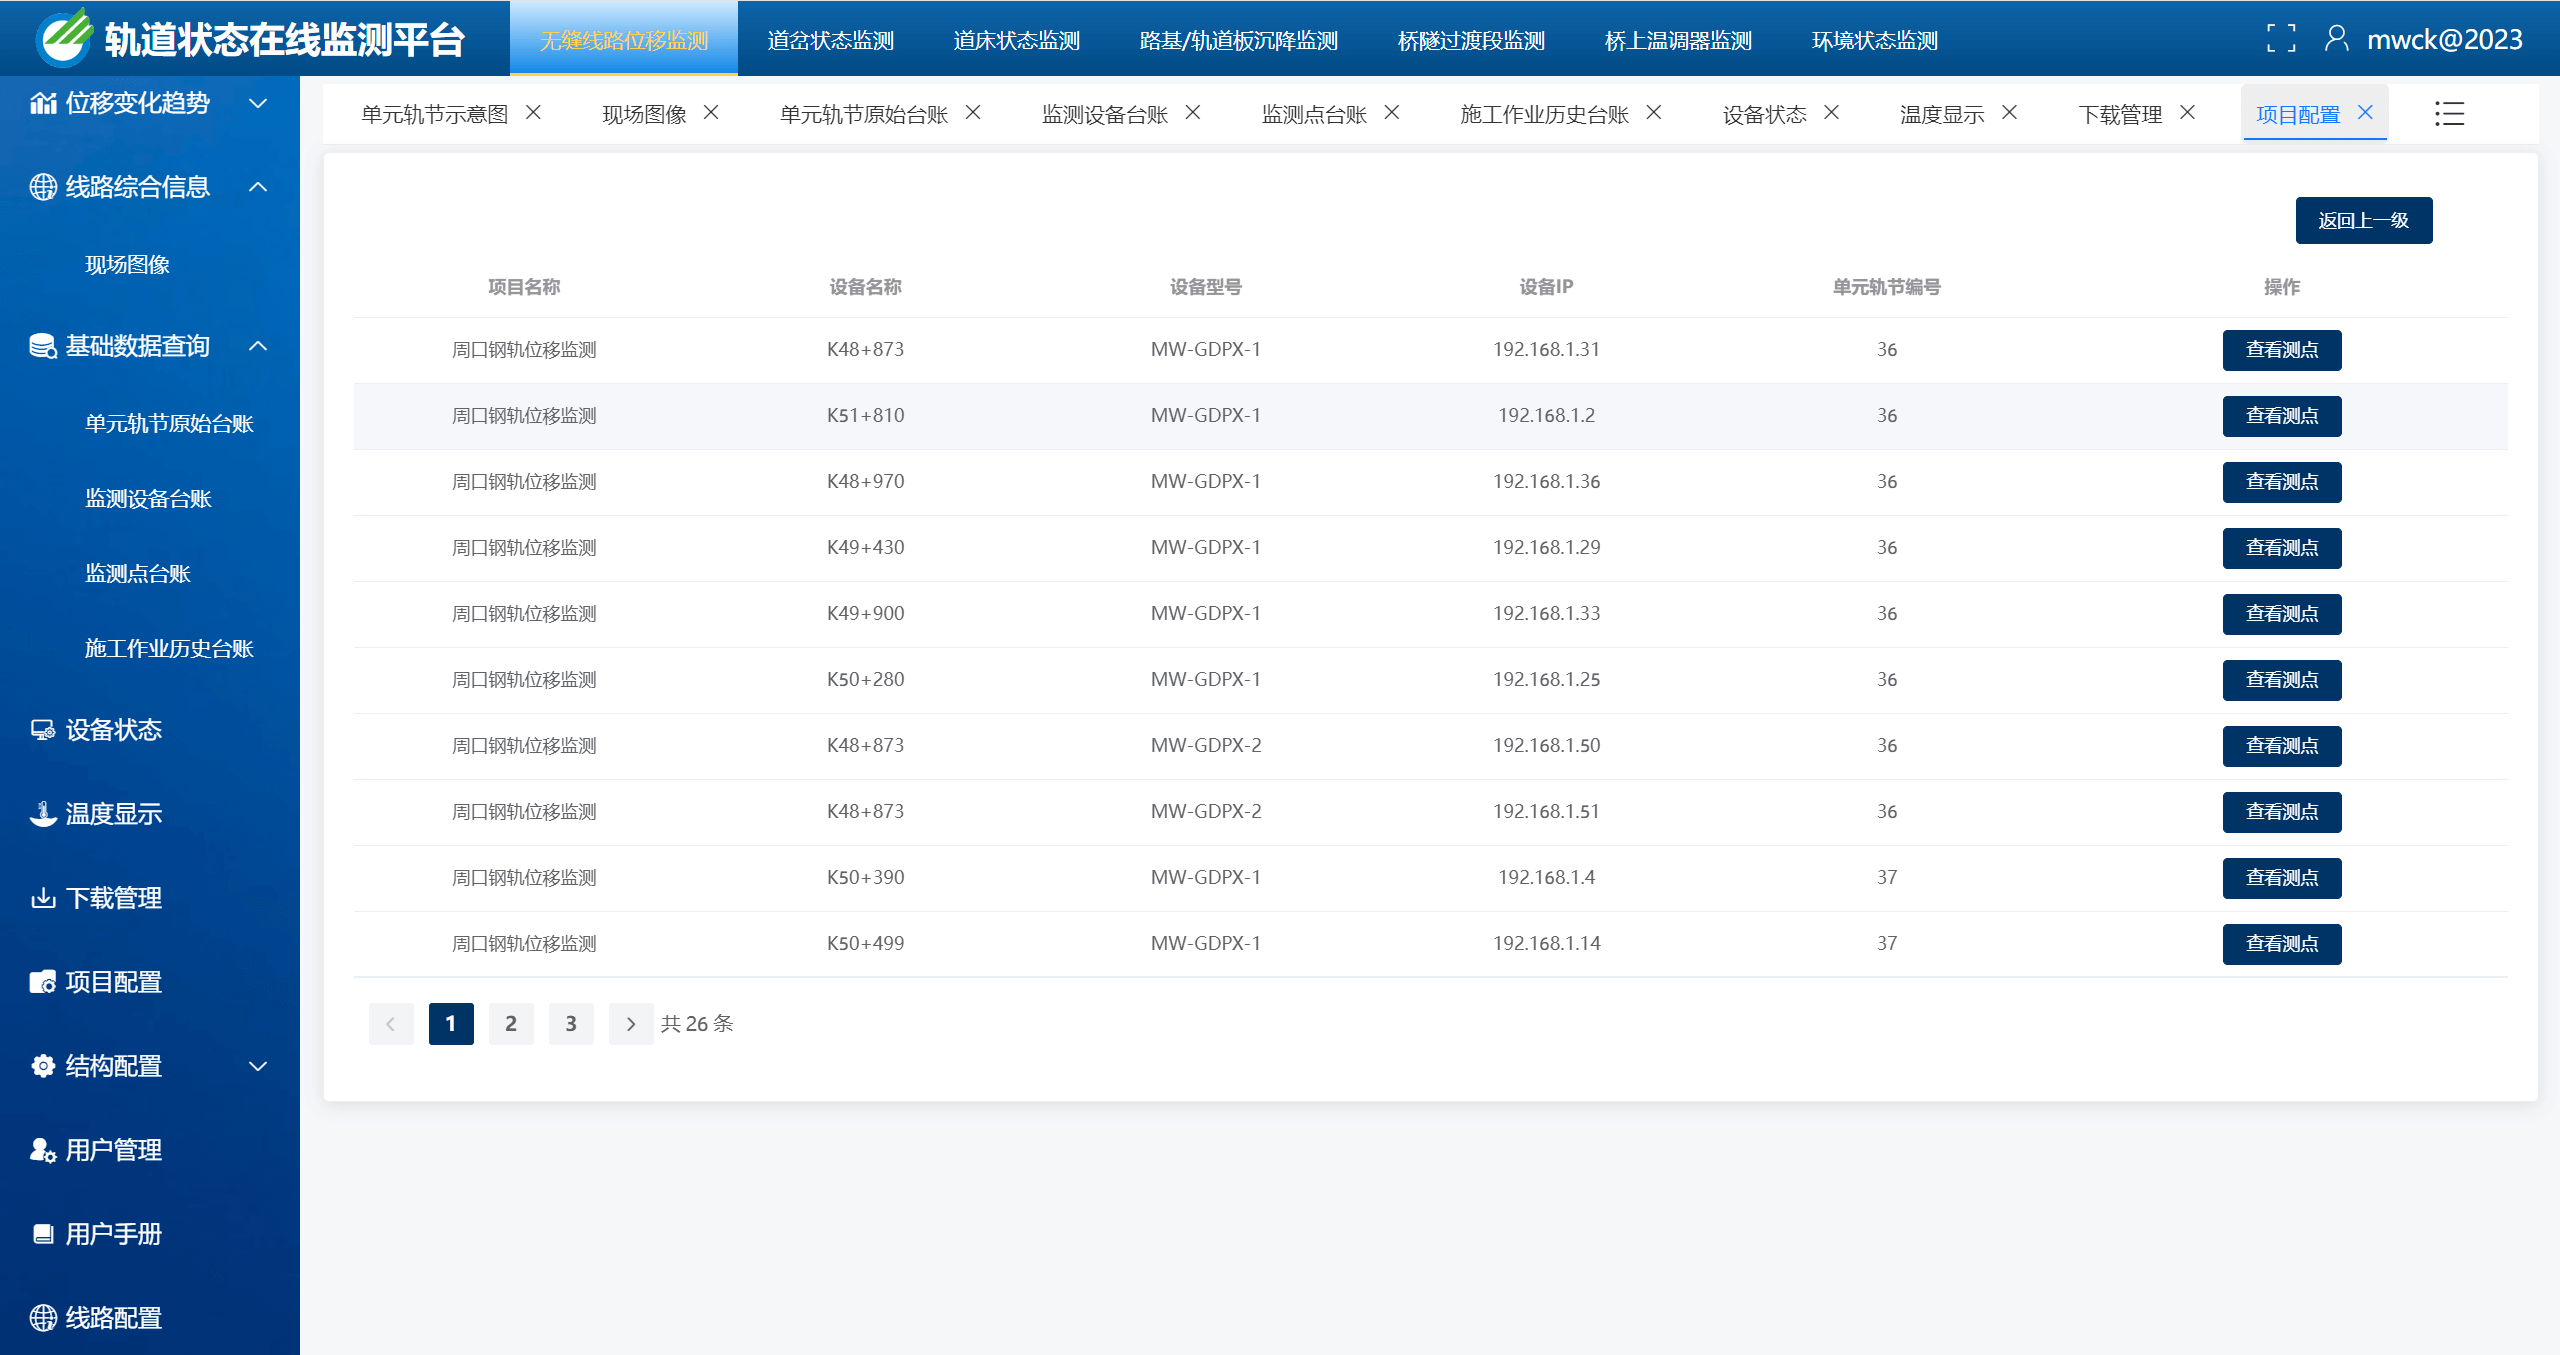 轨道状态在线监测平台
无缝线路位移监测 道岔状态监测 道床状态监测 路基/轨道板沉降监测 桥隧过渡段监测 桥上温调器监测 环境状态监测 mwck@2023
位移变化趋势
线路综合信息
现场图像
基础数据查询
单元轨节原始台账
监测设备台账
监测点台账
施工作业历史台账
设备状态
温度显示
下载管理
项目配置
结构配置
用户管理
用户手册
线路配置
单元轨节示意图 现场图像 单元轨节原始台账 监测设备台账 监测点台账 施工作业历史台账 设备状态 温度显示 下载管理 项目配置
返回上一级
项目名称 设备名称 设备型号 设备IP 单元轨节编号 操作
周口钢轨位移监测 K48+873 MW-GDPX-1 192.168.1.31 36 查看测点
周口钢轨位移监测 K51+810 MW-GDPX-1 192.168.1.2 36 查看测点
周口钢轨位移监测 K48+970 MW-GDPX-1 192.168.1.36 36 查看测点
周口钢轨位移监测 K49+430 MW-GDPX-1 192.168.1.29 36 查看测点
周口钢轨位移监测 K49+900 MW-GDPX-1 192.168.1.33 36 查看测点
周口钢轨位移监测 K50+280 MW-GDPX-1 192.168.1.25 36 查看测点
周口钢轨位移监测 K48+873 MW-GDPX-2 192.168.1.50 36 查看测点
周口钢轨位移监测 K48+873 MW-GDPX-2 192.168.1.51 36 查看测点
周口钢轨位移监测 K50+390 MW-GDPX-1 192.168.1.4 37 查看测点
周口钢轨位移监测 K50+499 MW-GDPX-1 192.168.1.14 37 查看测点
1 2 3 共 26 条